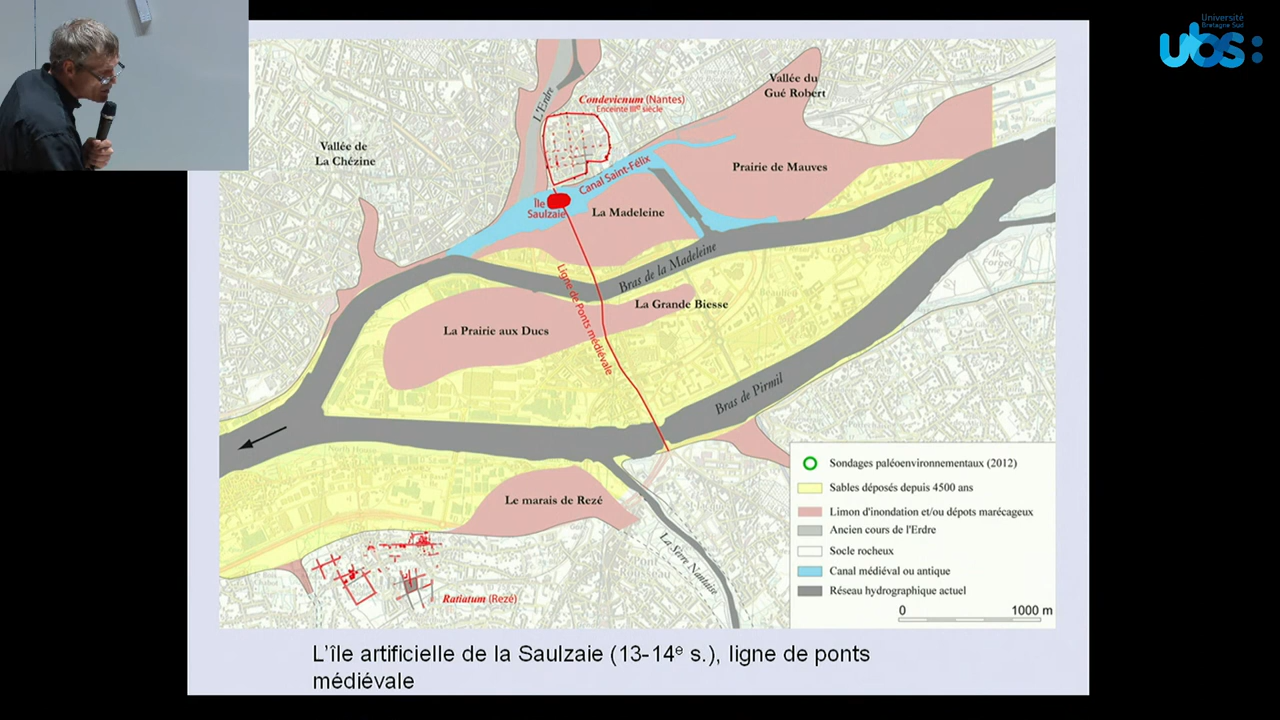 Université
Bretagne Sud
ubs:
Condevicnum (Nantes)
Enceinte IIIe siècle
L'Erdre
Vallée du
Gué Robert
Vallée de
La Chézine
Canal Saint-Félix
Prairie de Mauves
Île
Saulzaie
La Madeleine
Bras de la Madeleine
Ligne de Ponts médiévale
La Grande Biesse
La Prairie aux Ducs
Bras de Pirmil
Le marais de Rezé
La Sèvre Nantaise
Pont
Rousseau
Ratiatum (Rezé)
Sondages paléoenvironnementaux (2012)
Sables déposés depuis 4500 ans
Limon d'inondation et/ou dépots marécageux
Ancien cours de l'Erdre
Socle rocheux
Canal médiéval ou antique
Réseau hydrographique actuel
0 1000 m
L'île artificielle de la Saulzaie (13-14e s.), ligne de ponts
médiévale